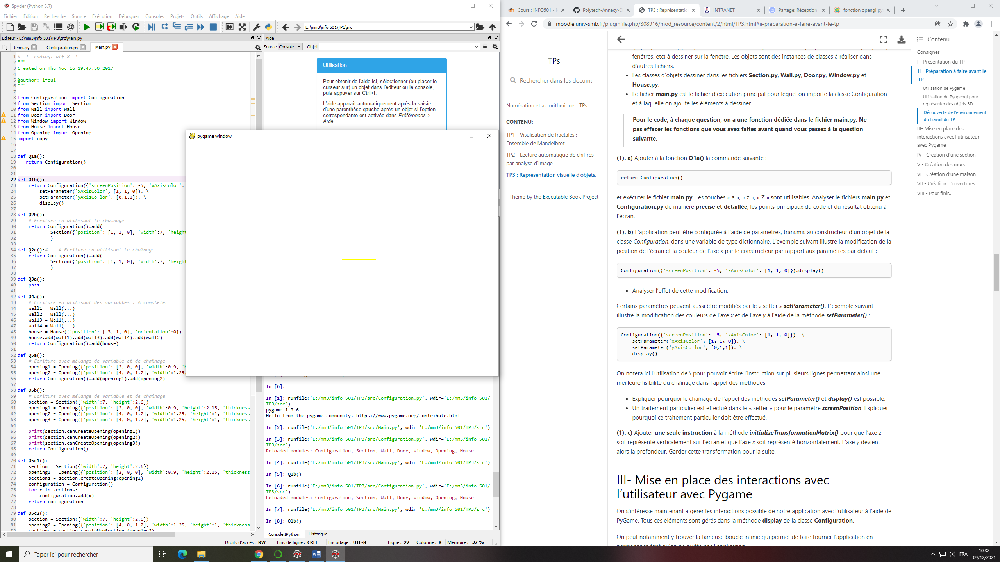 Spyder (Python 3.7)
Fichier Édition Recherche Source Exécution Déboguer Consoles Projets Outils Affichage Aide
E:\mm3\info 501\TP3\src
Éditeur - E:\mm3\info 501\TP3\src\Main.py
temp.py Configuration.py Main.py
1 # -*- coding: utf-8 -*-
2 """
3 Created on Thu Nov 16 19:47:50 2017
4
5 @author: lfoul
6 """
7
8 from Configuration import Configuration
9 from Section import Section
10 from Wall import Wall
11 from Door import Door
12 from Window import Window
13 from House import House
14 from Opening import Opening
15 import copy
16
17
18 def Q1a():
19 return Configuration()
20
21
22 def Q1b():
23 return Configuration({'screenPosition': -5, 'xAxisColor':
24 setParameter('xAxisColor', [1, 1, 0]). \
25 setParameter('yAxisCo lor', [0,1,1]). \
26 display()
27
28 def Q2b():
29 # Ecriture en utilisant le chaînage
30 return Configuration().add(
31 Section({'position': [1, 1, 0], 'width':7, 'height
32 )
33
34 def Q2c():# # Ecriture en utilisant le chaînage
35 return Configuration().add(
36 Section({'position': [1, 1, 0], 'width':7, 'height
37 )
38
39 def Q3a():
40 pass
41
42 def Q4a():
43 # Ecriture en utilisant des variables : A compléter
44 wall1 = Wall(...)
45 wall2 = Wall(...)
46 wall3 = Wall(...)
47 wall4 = Wall(...)
48 house = House({'position': [-3, 1, 0], 'orientation':0})
49 house.add(wall1).add(wall3).add(wall4).add(wall2)
50 return Configuration().add(house)
51
52 def Q5a():
53 # Ecriture avec mélange de variable et de chaînage
54 opening1 = Opening({'position': [2, 0, 0], 'width':0.9, 'h
55 opening2 = Opening({'position': [4, 0, 1.2], 'width':1.25,
56 return Configuration().add(opening1).add(opening2)
57
58 def Q5b():
59 # Ecriture avec mélange de variable et de chaînage
60 section = Section({'width':7, 'height':2.6})
61 opening1 = Opening({'position': [2, 0, 0], 'width':0.9, 'height':2.15, 'thickness
62 opening2 = Opening({'position': [4, 0, 1.2], 'width':1.25, 'height':1, 'thickness
63 opening3 = Opening({'position': [4, 0, 1.7], 'width':1.25, 'height':1, 'thickness
64
65 print(section.canCreateOpening(opening1))
66 print(section.canCreateOpening(opening2))
67 print(section.canCreateOpening(opening3))
68 return Configuration()
69
70 def Q5c1():
71 section = Section({'width':7, 'height':2.6})
72 opening1 = Opening({'position': [2, 0, 0], 'width':0.9, 'height':2.15, 'thickness
73 sections = section.createOpening(opening1)
74 configuration = Configuration()
75 for x in sections:
76 configuration.add(x)
77 return configuration
78
79 def Q5c2():
80 section = Section({'width':7, 'height':2.6})
81 opening2 = Opening({'position': [4, 0, 1.2], 'width':1.25, 'height':1, 'thickness
82 sections = section.createNewSections(opening2)
Aide
Source Console Objet
Utilisation
Pour obtenir de l'aide ici, sélectionner (ou placer le
curseur sur) un objet dans l'éditeur ou la console,
puis appuyer sur Ctrl+I.
L'aide apparaît automatiquement après la saisie
d'une parenthèse gauche après un objet si l'option
correspondante est activée dans Préférences >
Aide.
pygame window
In [6]:
In [1]: runfile('E:/mm3/info 501/TP3/src/Configuration.py', wdir='E:/mm3/info 501/
TP3/src')
pygame 1.9.6
Hello from the pygame community. https://www.pygame.org/contribute.html
In [2]: runfile('E:/mm3/info 501/TP3/src/Main.py', wdir='E:/mm3/info 501/TP3/src')
In [3]: runfile('E:/mm3/info 501/TP3/src/Configuration.py', wdir='E:/mm3/info 501/
TP3/src')
Reloaded modules: Configuration, Section, Wall, Door, Window, Opening, House
In [4]: runfile('E:/mm3/info 501/TP3/src/Main.py', wdir='E:/mm3/info 501/TP3/src')
In [5]: Q1b()
In [6]: runfile('E:/mm3/info 501/TP3/src/Configuration.py', wdir='E:/mm3/info 501/
TP3/src')
Reloaded modules: Configuration, Section, Wall, Door, Window, Opening, House
In [7]: runfile('E:/mm3/info 501/TP3/src/Main.py', wdir='E:/mm3/info 501/TP3/src')
In [8]: Q1b()
Console IPython Historique
Droits d'accès : RW Fins de ligne : CRLF Encodage : UTF-8 Ligne : 22 Colonne : 8 Mémoire : 37 %
Cours : INFO501 - N Polytech-Annecy-C TP3 : Représentatio INTRANET Partage: Réception fonction opengl py
moodle.univ-smb.fr/pluginfile.php/308916/mod_resource/content/2/html/TP3.html#ii-preparation-a-faire-avant-le-tp
TPs
Rechercher dans les docume
Numération et algorithmique - TPs
CONTENU:
TP1 - Visulisation de fractales :
Ensemble de Mandelbrot
TP2 - Lecture automatique de chiffres
par analyse d'image
TP3 : Représentation visuelle d'objets.
Theme by the Executable Book Project
fenêtres, etc) à dessiner sur la fenêtre. Les objets sont des instances de classes à réaliser dans
d'autres fichiers.
• Les classes d'objets dessiner dans les fichiers Section.py, Wall.py, Door.py, Window.py et
House.py.
• Le ficher main.py est le fichier d'exécution principal pour lequel on importe la classe Configuration
et à laquelle on ajoute les éléments à dessiner.
Pour le code, à chaque question, on a une fonction dédiée dans le fichier main.py. Ne
pas effacer les fonctions que vous avez faites avant quand vous passez à la question
suivante.
(1). a) Ajouter à la fonction Q1a() la commande suivante :
return Configuration()
et exécuter le fichier main.py. Les touches « a », « z », « Z » sont utilisables. Analyser le fichiers main.py et
Configuration.py de manière précise et détaillée, les points principaux du code et du résultat obtenu à
l'écran.
(1). b) L'application peut être configurée à l'aide de paramètres, transmis au constructeur d'un objet de la
classe Configuration, dans une variable de type dictionnaire. L'exemple suivant illustre la modification de la
position de l'écran et la couleur de l'axe x par le constructeur par rapport aux paramètres par défaut :
Configuration({'screenPosition': -5, 'xAxisColor': [1, 1, 0]}).display()
• Analyser l'effet de cette modification.
Certains paramètres peuvent aussi être modifiés par le « setter » setParameter(). L'exemple suivant
illustre la modification des couleurs de l'axe x et de l'axe y à l'aide de la méthode setParameter() :
Configuration({'screenPosition': -5, 'xAxisColor': [1, 1, 0]}). \
setParameter('xAxisColor', [1, 1, 0]). \
setParameter('yAxisCo lor', [0,1,1]). \
display()
On notera ici l'utilisation de \ pour pouvoir écrire l'instruction sur plusieurs lignes permettant ainsi une
meilleure lisibilité du chaînage dans l'appel des méthodes.
• Expliquer pourquoi le chaînage de l'appel des méthodes setParameter() et display() est possible.
• Un traitement particulier est effectué dans le « setter » pour le paramètre screenPosition. Expliquer
pourquoi ce traitement particulier doit être effectué.
(1). c) Ajouter une seule instruction à la méthode initializeTransformationMatrix() pour que l'axe z
soit représenté verticalement sur l'écran et que l'axe x soit représenté horizontalement. L'axe y devient
alors la profondeur. Garder cette transformation pour la suite.
III- Mise en place des interactions avec
l'utilisateur avec Pygame
On s'intéresse maintenant à gérer les interactions possible de notre application avec l'utilisateur à l'aide de
PyGame. Tous ces éléments sont gérés dans la méthode display de la classe Configuration.
On peut notamment y trouver la fameuse boucle infinie qui permet de faire tourner l'application en
Contenu
Consignes
I - Présentation du TP
II - Préparation à faire avant le
TP
Utilisation de Pygame
Utilisation de Pyopengl pour
représenter des objets 3D
Découverte de l'environnement
du travail du TP
III- Mise en place des
interactions avec l'utilisateur
avec Pygame
IV - Création d'une section
V - Création des murs
VI - Création d'une maison
VII - Création d'ouvertures
VIII - Pour finir...
Taper ici pour rechercher
FRA
10:32
09/12/2021